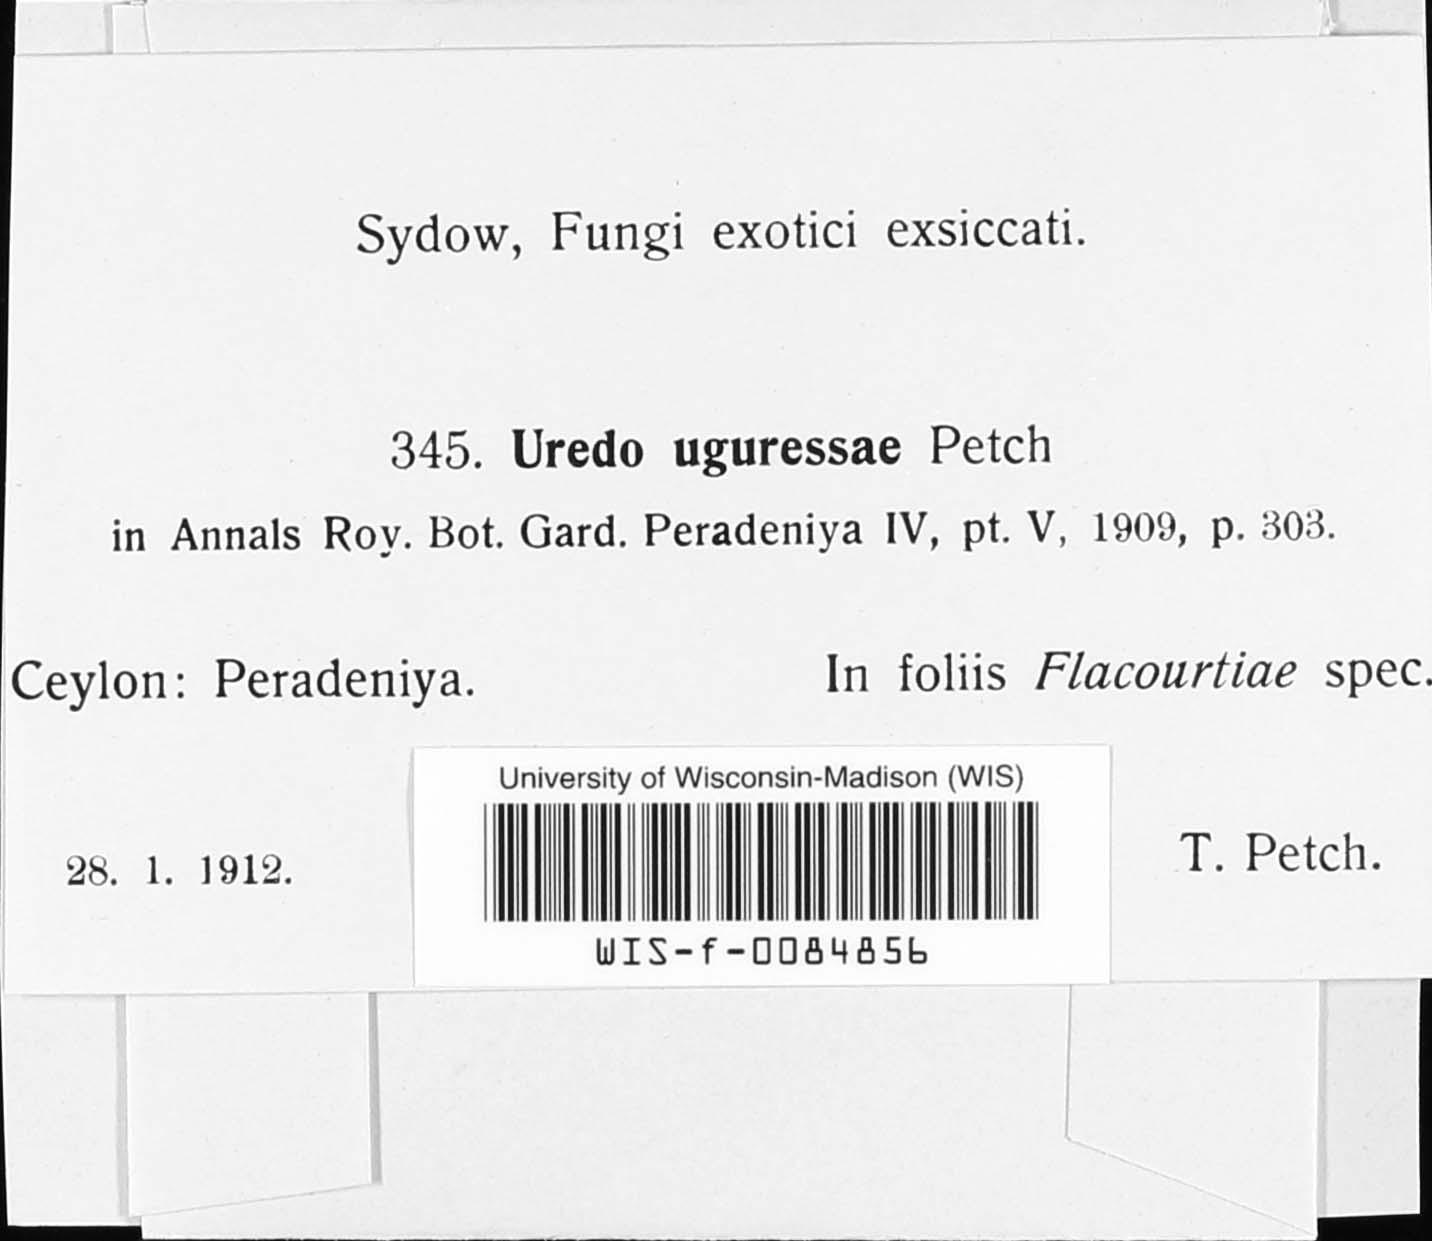 Sydow, Fungi exotici exsiccati.
345. Uredo uguressae Petch
in Annals Roy. Bot. Gard. Peradeniya IV, pt. V, 1909, p. 303.
Ceylon: Peradeniya. In foliis Flacourtiae spec.
University of Wisconsin-Madison (WIS)
28. 1. 1912. T. Petch.
WIS-f-0084856